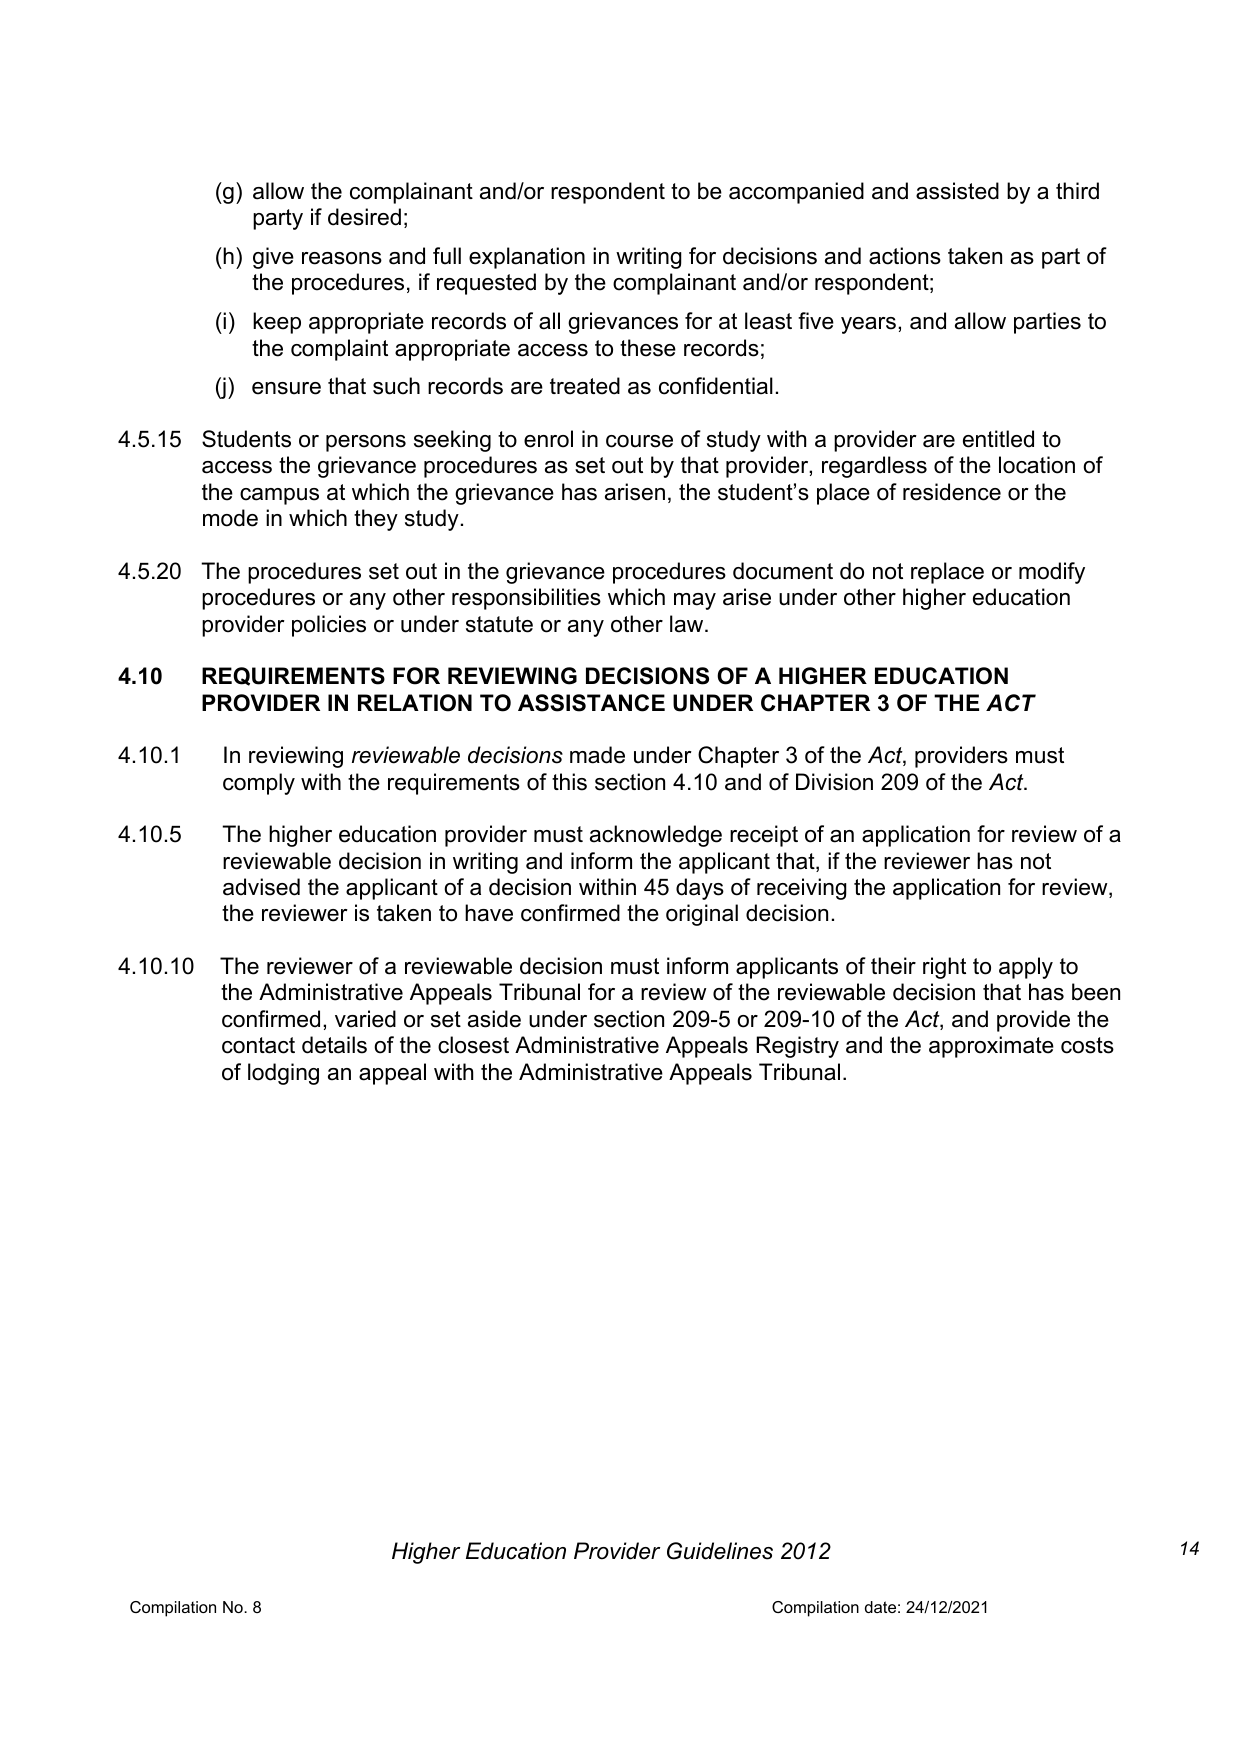 (g) allow the complainant and/or respondent to be accompanied and assisted by a third
party if desired;
(h) give reasons and full explanation in writing for decisions and actions taken as part of
the procedures, if requested by the complainant and/or respondent;
(i) keep appropriate records of all grievances for at least five years, and allow parties to
the complaint appropriate access to these records;
(j) ensure that such records are treated as confidential.
4.5.15 Students or persons seeking to enrol in course of study with a provider are entitled to
access the grievance procedures as set out by that provider, regardless of the location of
the campus at which the grievance has arisen, the student’s place of residence or the
mode in which they study.
4.5.20 The procedures set out in the grievance procedures document do not replace or modify
procedures or any other responsibilities which may arise under other higher education
provider policies or under statute or any other law.
4.10 REQUIREMENTS FOR REVIEWING DECISIONS OF A HIGHER EDUCATION
PROVIDER IN RELATION TO ASSISTANCE UNDER CHAPTER 3 OF THE ACT
4.10.1 In reviewing reviewable decisions made under Chapter 3 of the Act, providers must
comply with the requirements of this section 4.10 and of Division 209 of the Act.
4.10.5 The higher education provider must acknowledge receipt of an application for review of a
reviewable decision in writing and inform the applicant that, if the reviewer has not
advised the applicant of a decision within 45 days of receiving the application for review,
the reviewer is taken to have confirmed the original decision.
4.10.10 The reviewer of a reviewable decision must inform applicants of their right to apply to
the Administrative Appeals Tribunal for a review of the reviewable decision that has been
confirmed, varied or set aside under section 209-5 or 209-10 of the Act, and provide the
contact details of the closest Administrative Appeals Registry and the approximate costs
of lodging an appeal with the Administrative Appeals Tribunal.
Higher Education Provider Guidelines 2012 14
Compilation No. 8 Compilation date: 24/12/2021